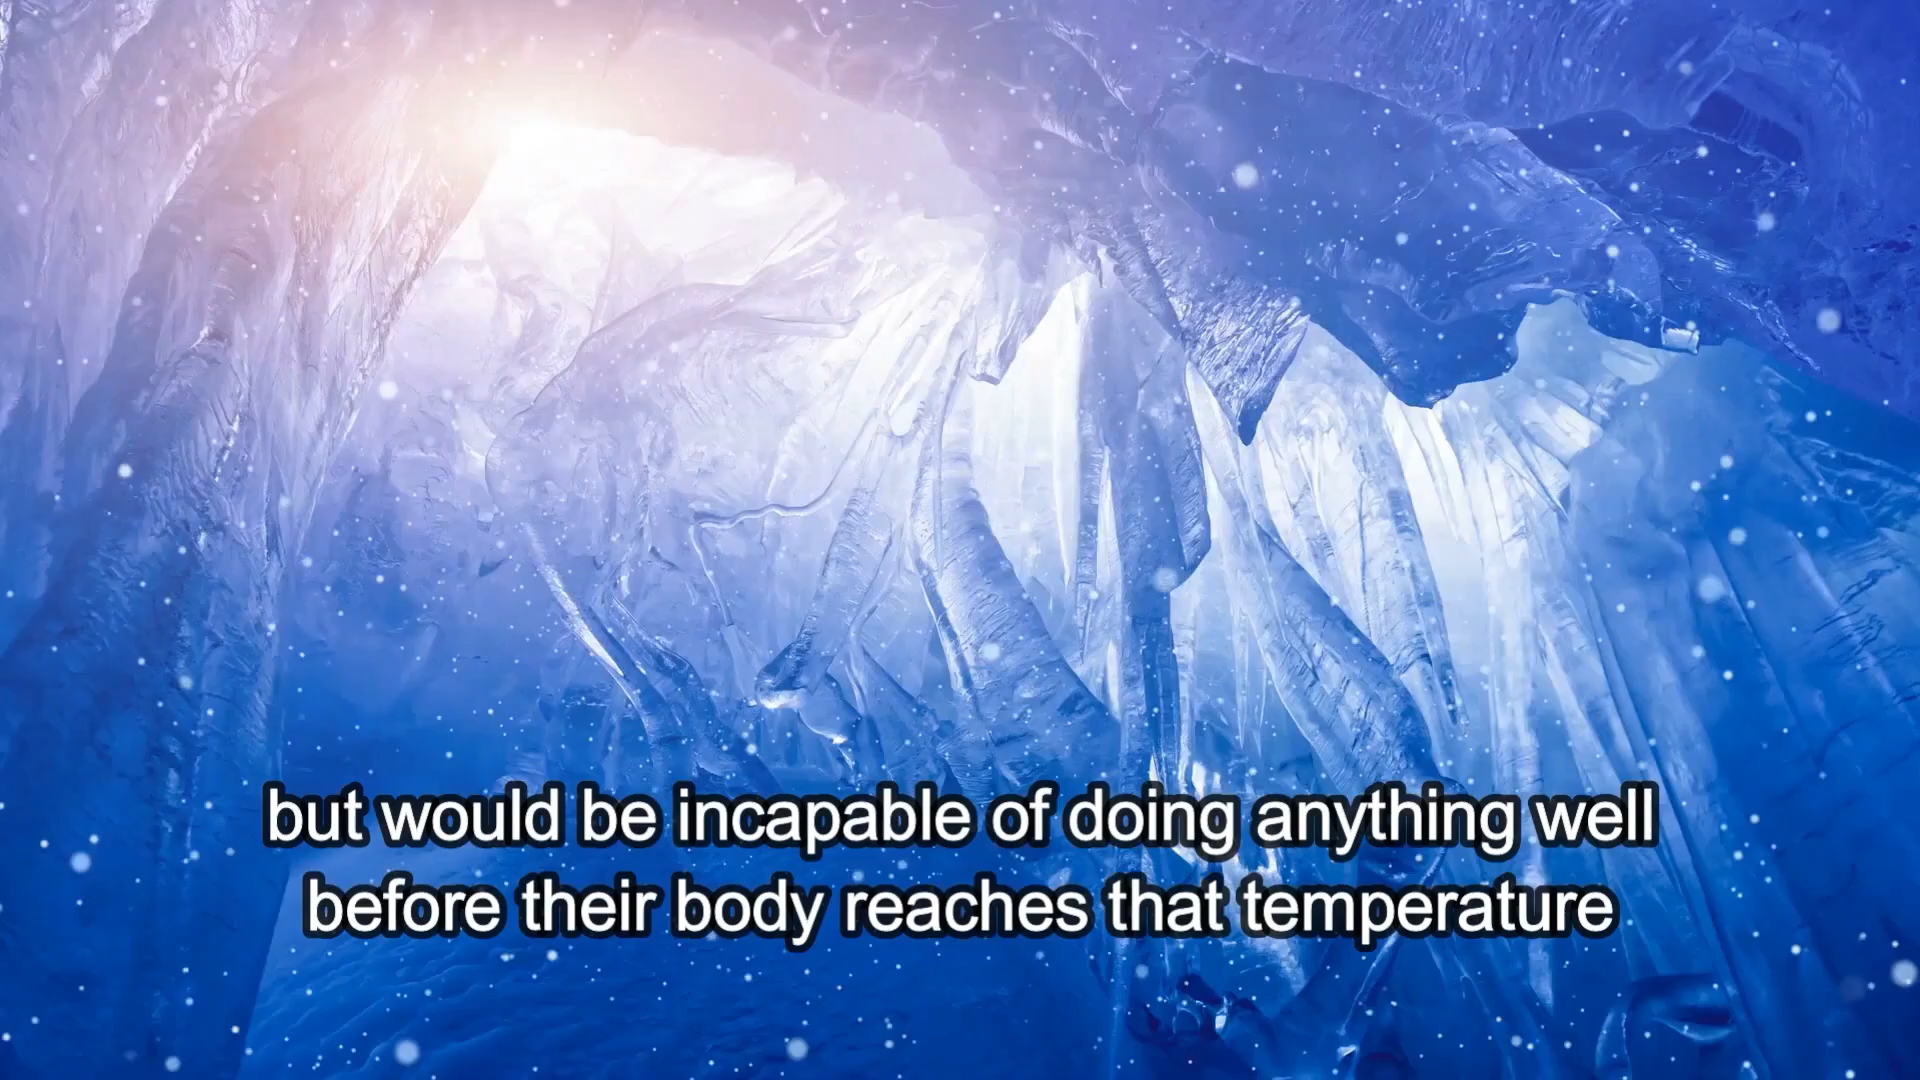 but would be incapable of doing anything well
before their body reaches that temperature